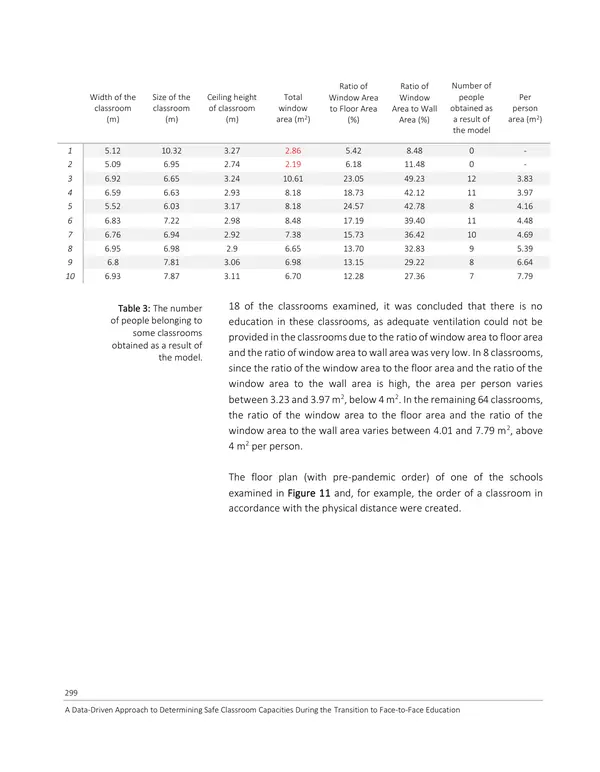 Width of the classroom (m) Size of the classroom (m) Ceiling height of classroom (m) Total window area (m²) Ratio of Window Area to Floor Area (%) Ratio of Window Area to Wall Area (%) Number of people obtained as a result of the model Per person area (m²)
1 5.12 10.32 3.27 2.86 5.42 8.48 0 -
2 5.09 6.95 2.74 2.19 6.18 11.48 0 -
3 6.92 6.65 3.24 10.61 23.05 49.23 12 3.83
4 6.59 6.63 2.93 8.18 18.73 42.12 11 3.97
5 5.52 6.03 3.17 8.18 24.57 42.78 8 4.16
6 6.83 7.22 2.98 8.48 17.19 39.40 11 4.48
7 6.76 6.94 2.92 7.38 15.73 36.42 10 4.69
8 6.95 6.98 2.9 6.65 13.70 32.83 9 5.39
9 6.8 7.81 3.06 6.98 13.15 29.22 8 6.64
10 6.93 7.87 3.11 6.70 12.28 27.36 7 7.79
Table 3: The number
of people belonging to
some classrooms
obtained as a result of
the model.
18 of the classrooms examined, it was concluded that there is no
education in these classrooms, as adequate ventilation could not be
provided in the classrooms due to the ratio of window area to floor area
and the ratio of window area to wall area was very low. In 8 classrooms,
since the ratio of the window area to the floor area and the ratio of the
window area to the wall area is high, the area per person varies
between 3.23 and 3.97 m², below 4 m². In the remaining 64 classrooms,
the ratio of the window area to the floor area and the ratio of the
window area to the wall area varies between 4.01 and 7.79 m², above
4 m² per person.
The floor plan (with pre-pandemic order) of one of the schools
examined in Figure 11 and, for example, the order of a classroom in
accordance with the physical distance were created.
299
A Data-Driven Approach to Determining Safe Classroom Capacities During the Transition to Face-to-Face Education